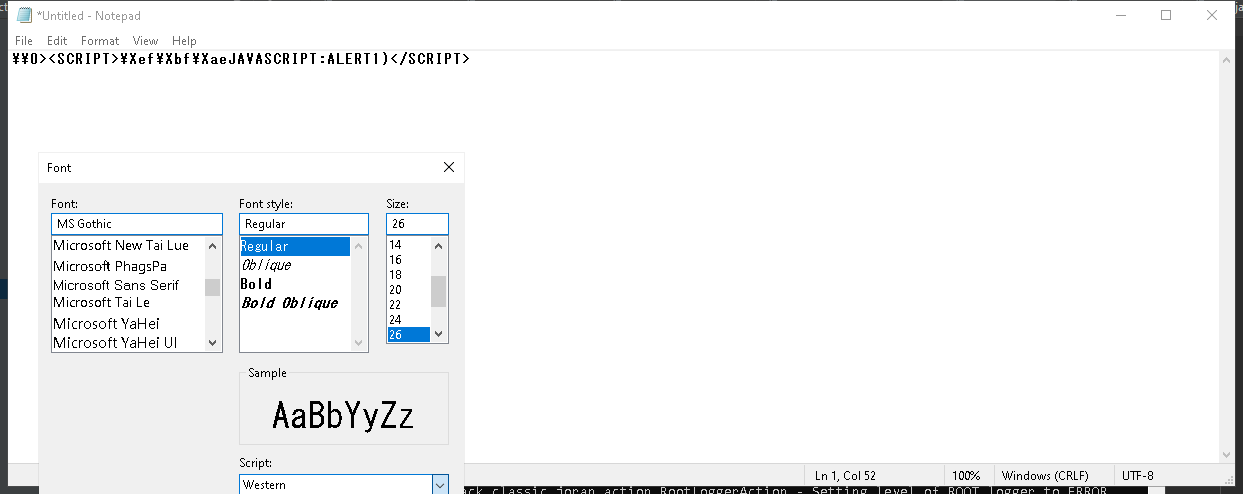 *Untitled - Notepad
File Edit Format View Help
¥¥0><SCRIPT>¥Xef¥Xbf¥XaeJAVASCRIPT:ALERT1)</SCRIPT>
Font
Font: Font style: Size:
MS Gothic Regular 26
Microsoft New Tai Lue
Microsoft PhagsPa
Microsoft Sans Serif
Microsoft Tai Le
Microsoft YaHei
Microsoft YaHei UI
Regular
Oblique
Bold
Bold Oblique
14
16
18
20
22
24
26
Sample
AaBbYyZz
Script:
Western
Ln 1, Col 52 100% Windows (CRLF) UTF-8
ack classic joran action RootLoggerAction - Setting level of ROOT logger to ERROR